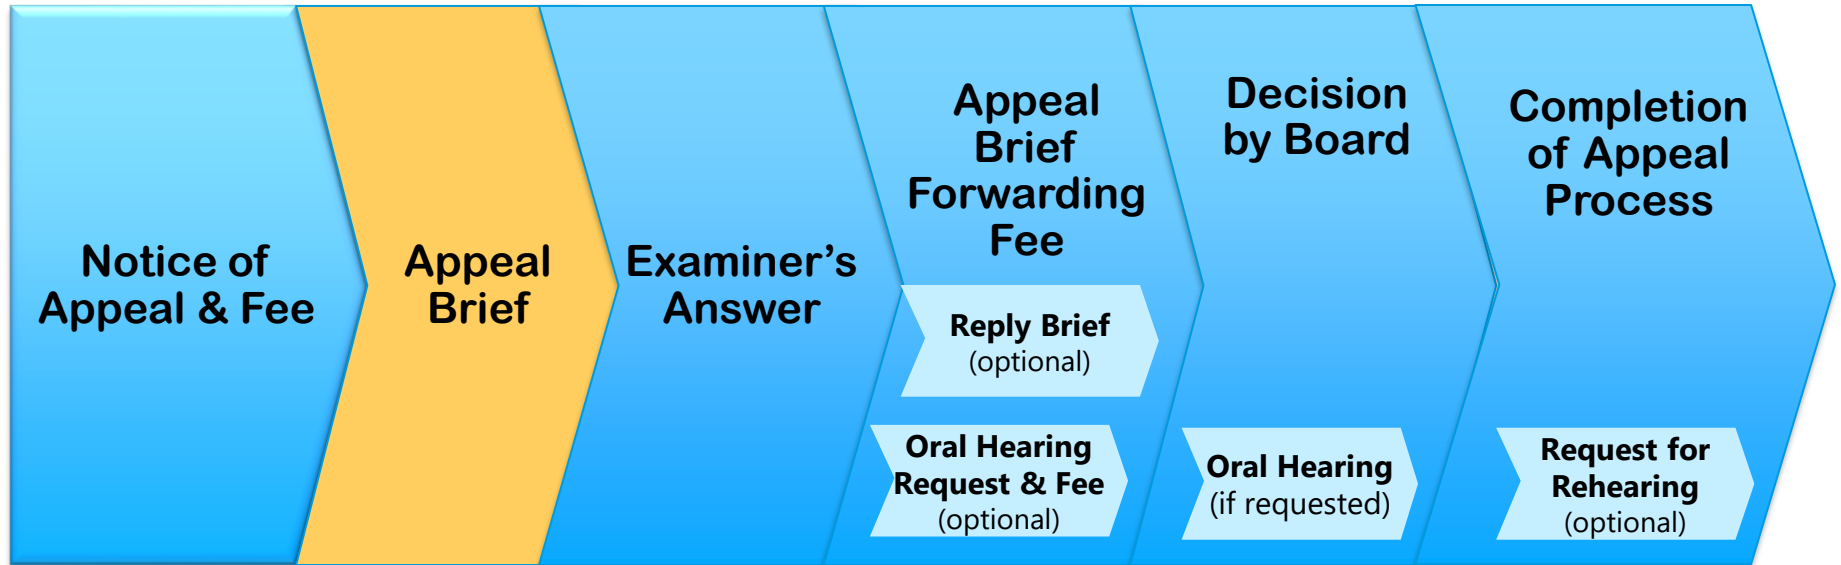 Notice of
Appeal & Fee
Appeal
Brief
Examiner’s
Answer
Appeal
Brief
Forwarding
Fee
Reply Brief
(optional)
Oral Hearing
Request & Fee
(optional)
Decision
by Board
Oral Hearing
(if requested)
Completion
of Appeal
Process
Request for
Rehearing
(optional)